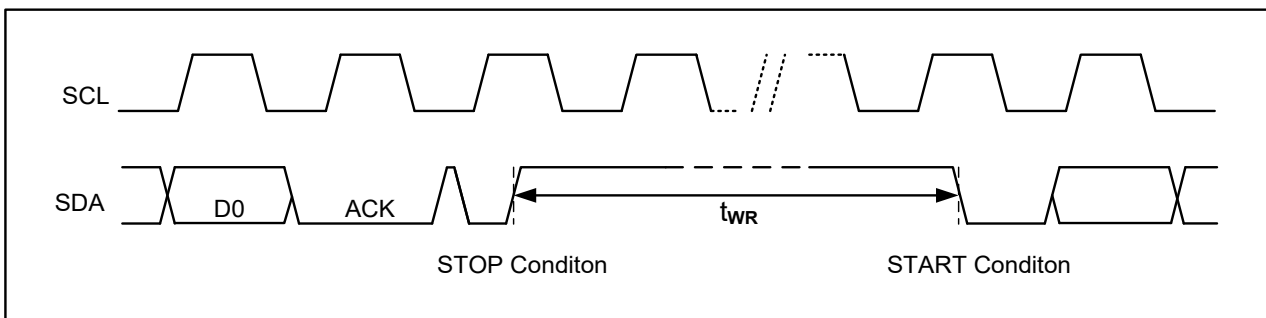 SCL
SDA
D0 ACK
tWR
STOP Conditon START Conditon